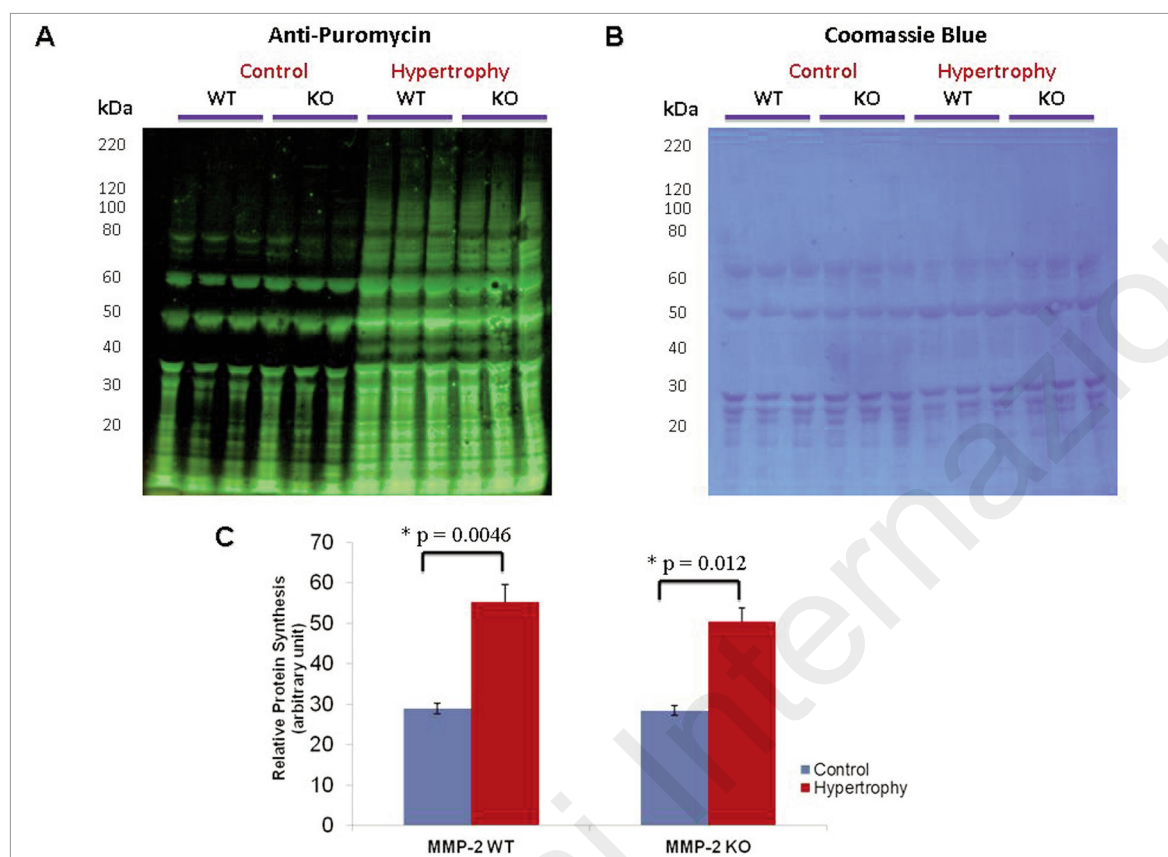 A
Anti-Puromycin
Control Hypertrophy
WT KO WT KO
kDa
220
120
100
80
60
50
40
30
20
B
Coomassie Blue
Control Hypertrophy
WT KO WT KO
kDa
220
120
100
80
60
50
40
30
20
C
Relative Protein Synthesis
(arbitrary unit)
70
60
50
40
30
20
10
0
* p = 0.0046
* p = 0.012
Control
Hypertrophy
MMP-2 WT MMP-2 KO